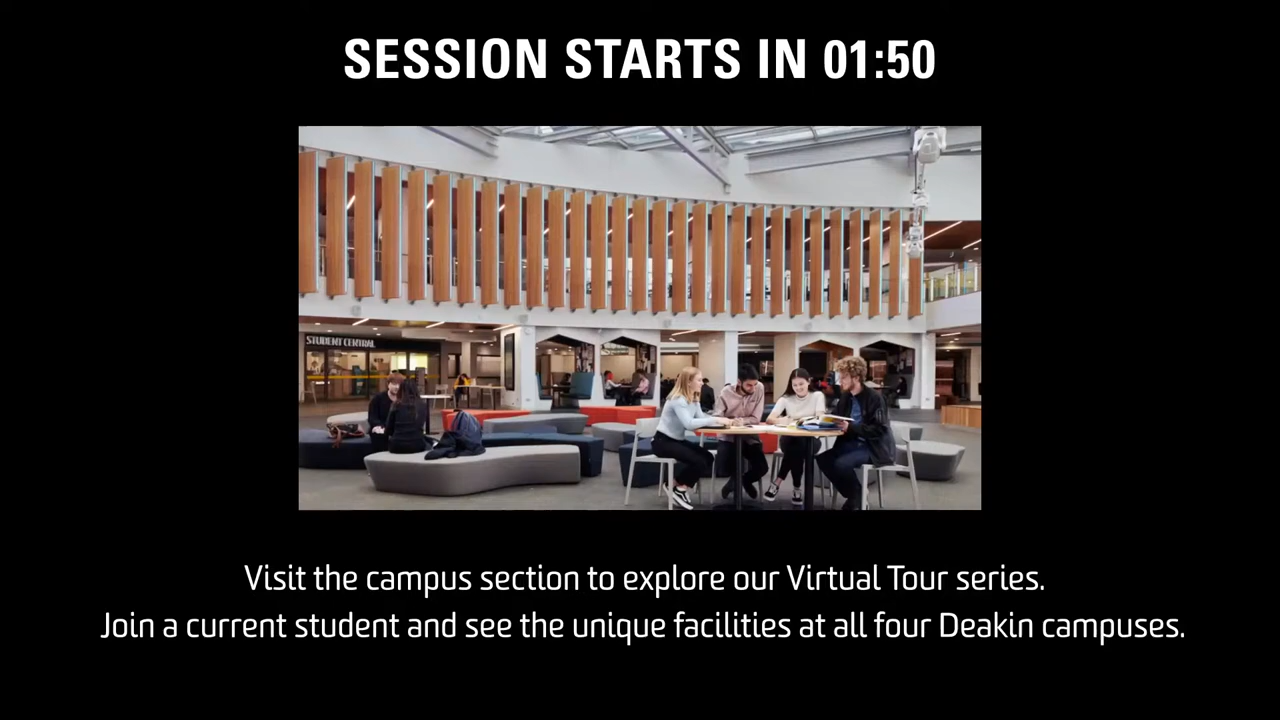 SESSION STARTS IN 01:50
STUDENT CENTRAL
Visit the campus section to explore our Virtual Tour series.
Join a current student and see the unique facilities at all four Deakin campuses.